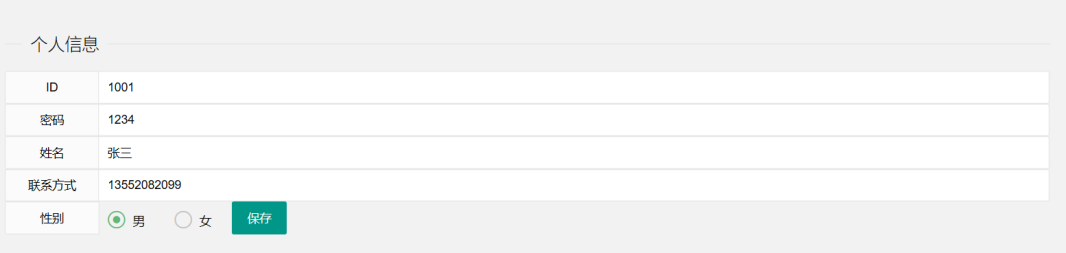 个人信息
ID 1001
密码 1234
姓名 张三
联系方式 13552082099
性别 男 女 保存